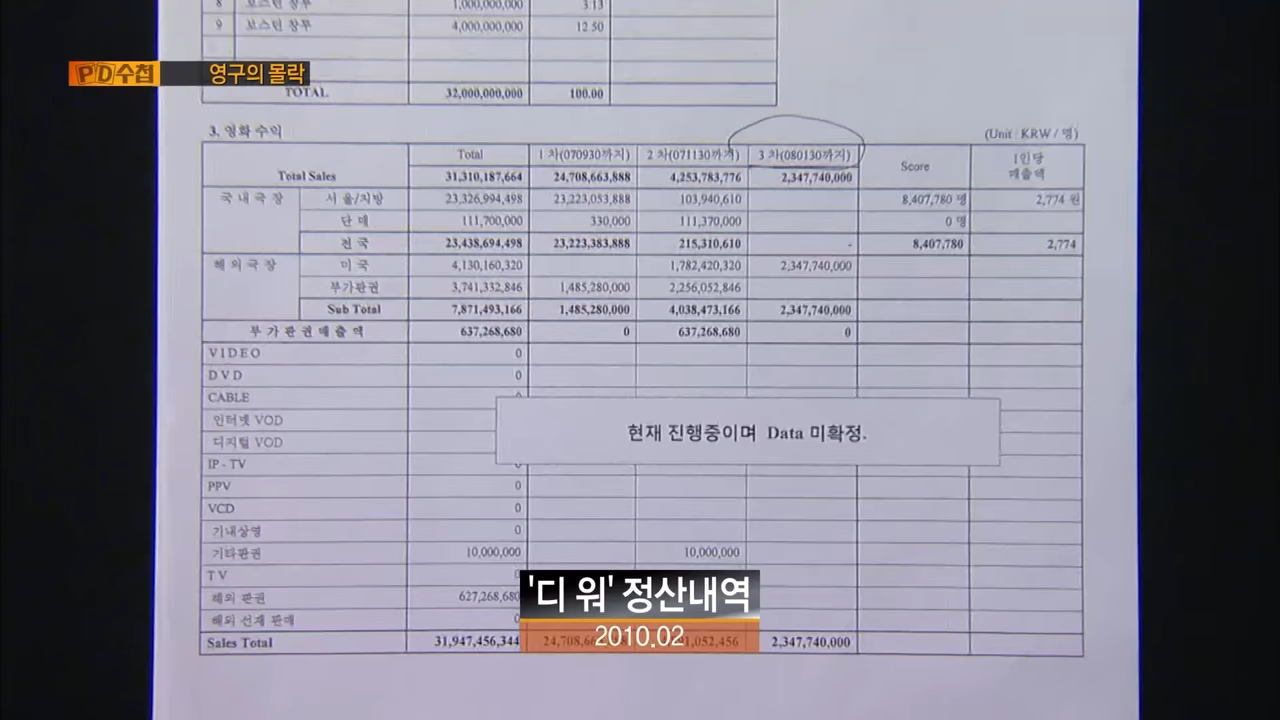 8 보스턴 창투 1,000,000,000 3.13
9 보스턴 창투 4,000,000,000 12.50
PD수첩 영구의 몰락
TOTAL 32,000,000,000 100.00
3. 영화 수익 (Unit : KRW / 명)
Total 1 차(070930까지) 2 차(071130까지) 3 차(080130까지) Score 1인당 매출액
Total Sales 31,310,187,664 24,708,663,888 4,253,783,776 2,347,740,000
국내극장 서울/지방 23,326,994,498 23,223,053,888 103,940,610 8,407,780 명 2,774 원
단매 111,700,000 330,000 111,370,000 0 명
전국 23,438,694,498 23,223,383,888 215,310,610 - 8,407,780 2,774
해외극장 미국 4,130,160,320 1,782,420,320 2,347,740,000
부가판권 3,741,332,846 1,485,280,000 2,256,052,846
Sub Total 7,871,493,166 1,485,280,000 4,038,473,166 2,347,740,000
부가판권매출액 637,268,680 0 637,268,680 0
VIDEO 0
DVD 0
CABLE
인터넷 VOD
디지털 VOD
현재 진행중이며 Data 미확정.
IP - TV
PPV 0
VCD 0
기내상영 0
기타판권 10,000,000 10,000,000
TV
해외 판권 627,268,680
해외 선재 판매
'디 워' 정산내역
2010.02
Sales Total 31,947,456,344 2,347,740,000